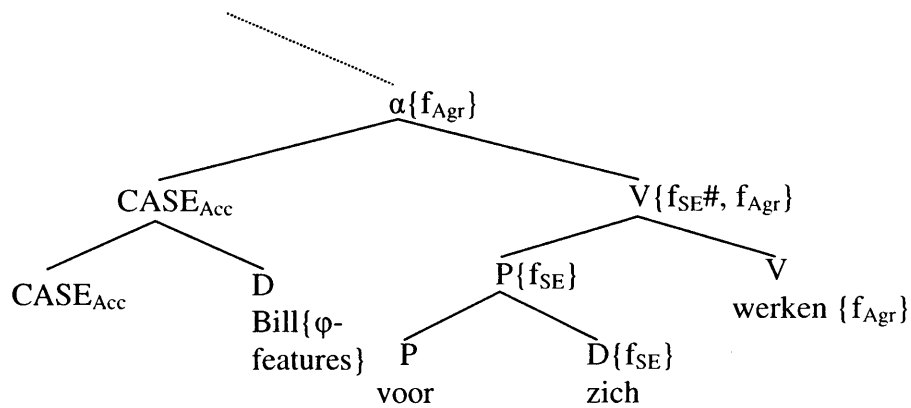 α{f_Agr}
CASE_Acc V{f_SE#, f_Agr}
CASE_Acc D P{f_SE} V
Bill{φ- werken {f_Agr}
features} P D{f_SE}
voor zich